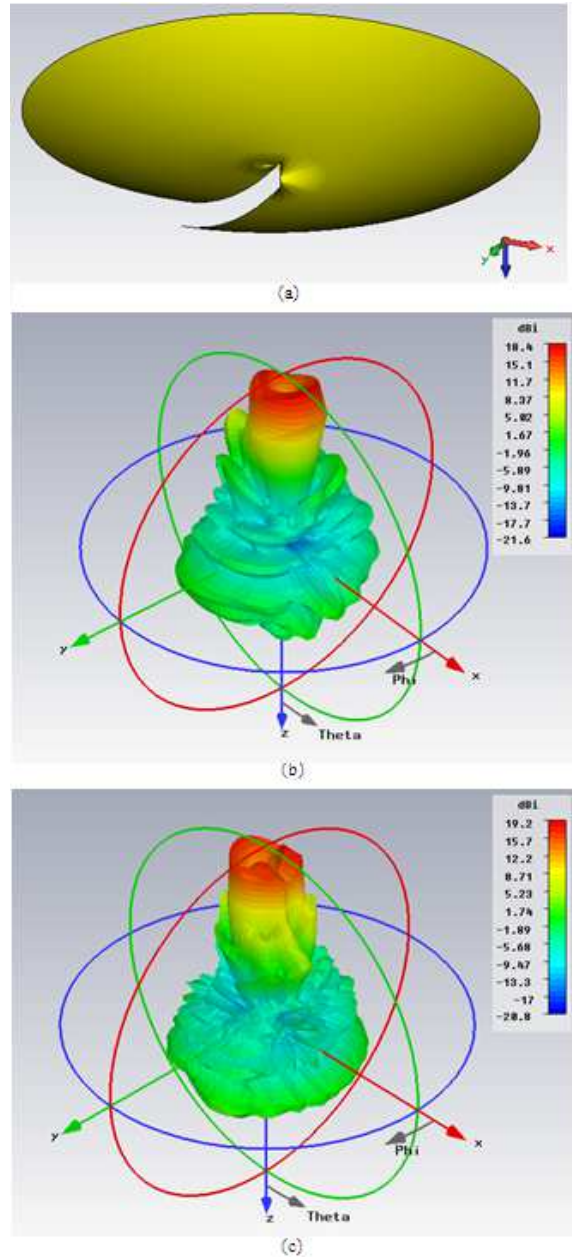 x
y
(a)
dBi
18.4
15.1
11.7
8.37
5.02
1.67
-1.96
-5.89
-9.81
-13.7
-17.7
-21.6
y
Phi
x
z
Theta
(b)
dBi
19.2
15.7
12.2
8.71
5.23
1.74
-1.89
-5.68
-9.47
-13.3
-17
-20.8
y
Phi
x
z
Theta
(c)